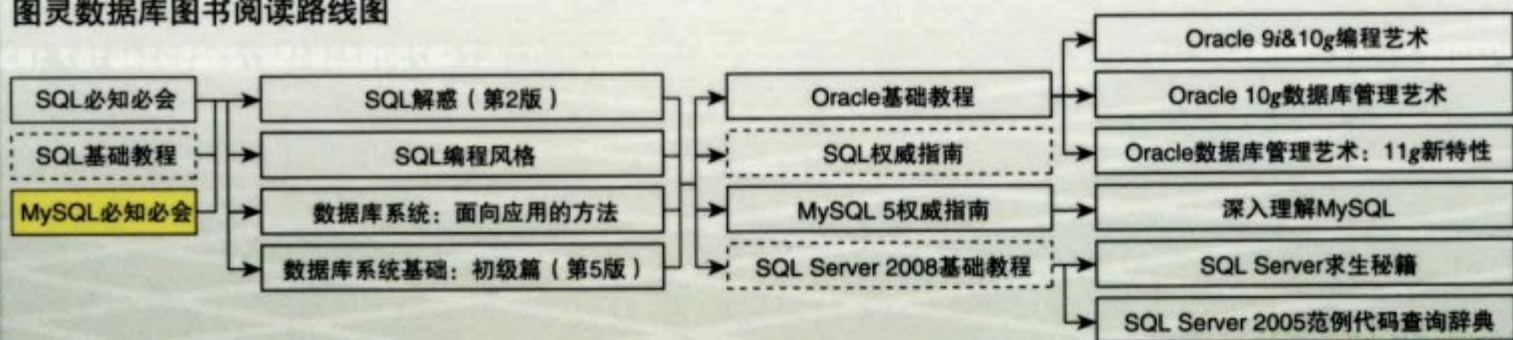 图灵数据库图书阅读路线图
SQL必知必会
SQL基础教程
MySQL必知必会
SQL解惑（第2版）
SQL编程风格
数据库系统：面向应用的方法
数据库系统基础：初级篇（第5版）
Oracle基础教程
SQL权威指南
MySQL 5权威指南
SQL Server 2008基础教程
Oracle 9i&10g编程艺术
Oracle 10g数据库管理艺术
Oracle数据库管理艺术：11g新特性
深入理解MySQL
SQL Server求生秘籍
SQL Server 2005范例代码查询辞典